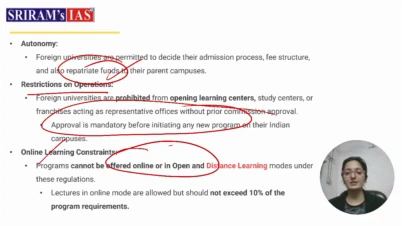 SRIRAM's IAS
Autonomy:
Foreign universities are permitted to decide their admission process, fee structure,
and also repatriate funds to their parent campuses.
Restrictions on Operations:
Foreign universities are prohibited from opening learning centers, study centers, or
franchises acting as representative offices without prior commission approval.
Approval is mandatory before initiating any new program on their Indian
campuses.
Online Learning Constraints:
Programs cannot be offered online or in Open and Distance Learning modes under
these regulations.
Lectures in online mode are allowed but should not exceed 10% of the
program requirements.